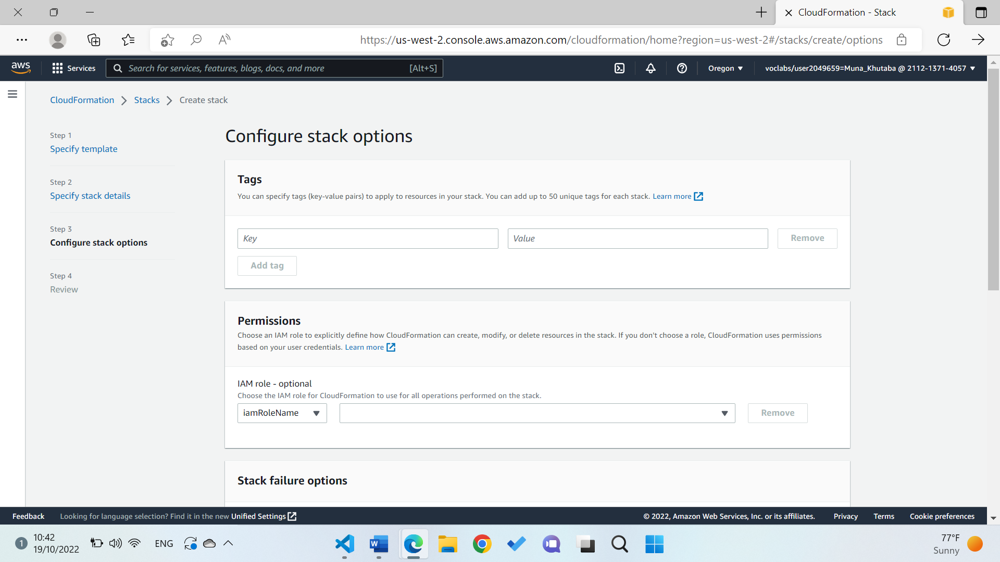 CloudFormation - Stack
https://us-west-2.console.aws.amazon.com/cloudformation/home?region=us-west-2#/stacks/create/options
aws
Services
Search for services, features, blogs, docs, and more
[Alt+S]
Oregon
voclabs/user2049659=Muna_Khutaba @ 2112-1371-4057
CloudFormation
Stacks
Create stack
Step 1
Specify template
Step 2
Specify stack details
Step 3
Configure stack options
Step 4
Review
Configure stack options
Tags
You can specify tags (key-value pairs) to apply to resources in your stack. You can add up to 50 unique tags for each stack. Learn more
Key
Value
Remove
Add tag
Permissions
Choose an IAM role to explicitly define how CloudFormation can create, modify, or delete resources in the stack. If you don't choose a role, CloudFormation uses permissions
based on your user credentials. Learn more
IAM role - optional
Choose the IAM role for CloudFormation to use for all operations performed on the stack.
iamRoleName
Remove
Stack failure options
Feedback
Looking for language selection? Find it in the new Unified Settings
© 2022, Amazon Web Services, Inc. or its affiliates.
Privacy
Terms
Cookie preferences
1
10:42
19/10/2022
ENG
77°F
Sunny